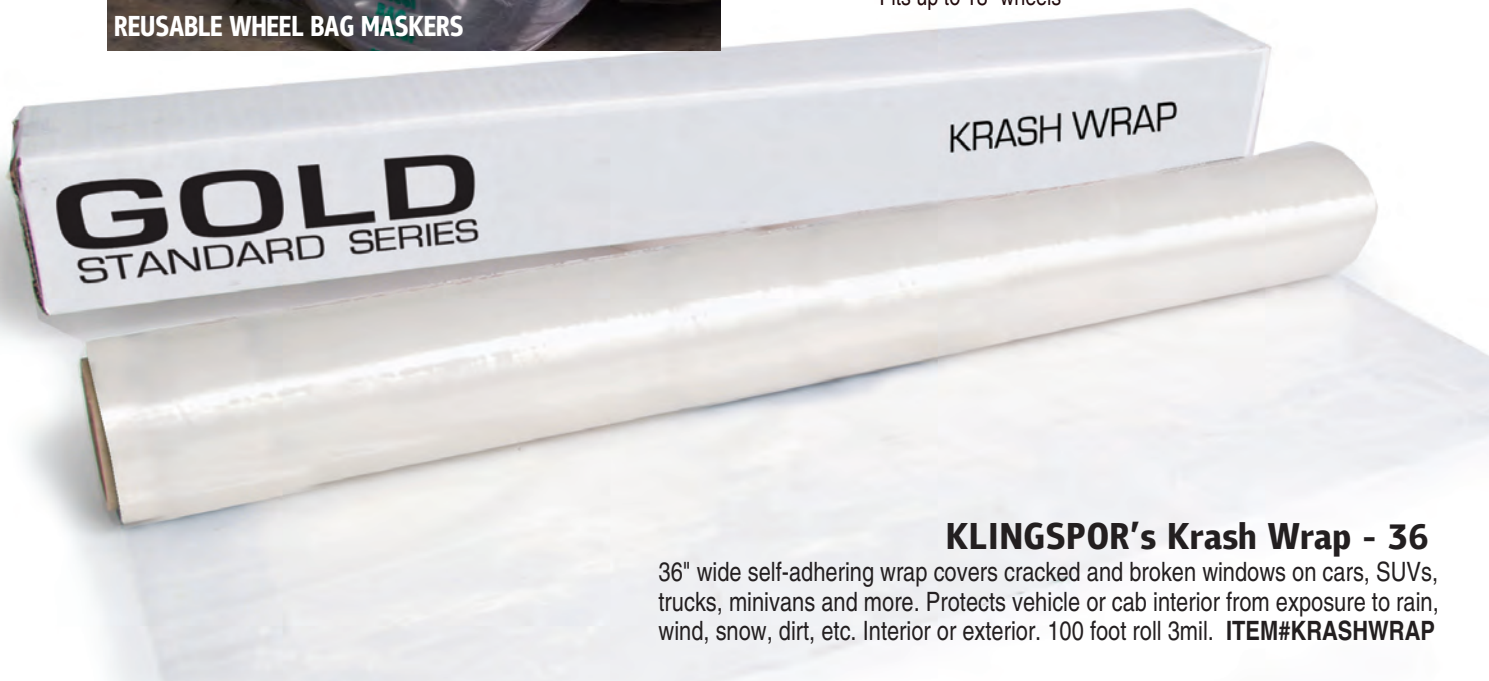 REUSABLE WHEEL BAG MASKERS
KRASH WRAP
GOLD
STANDARD SERIES
KLINGSPOR's Krash Wrap - 36
36" wide self-adhering wrap covers cracked and broken windows on cars, SUVs,
trucks, minivans and more. Protects vehicle or cab interior from exposure to rain,
wind, snow, dirt, etc. Interior or exterior. 100 foot roll 3mil. ITEM#KRASHWRAP